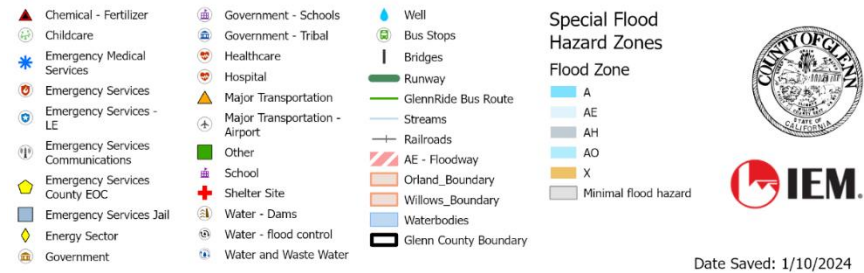 Chemical - Fertilizer
Childcare
Emergency Medical
Services
Emergency Services
Emergency Services -
LE
Emergency Services
Communications
Emergency Services
County EOC
Emergency Services Jail
Energy Sector
Government
Government - Schools
Government - Tribal
Healthcare
Hospital
Major Transportation
Major Transportation -
Airport
Other
School
Shelter Site
Water - Dams
Water - flood control
Water and Waste Water
Well
Bus Stops
Bridges
Runway
GlennRide Bus Route
Streams
Railroads
AE - Floodway
Orland_Boundary
Willows_Boundary
Waterbodies
Glenn County Boundary
Special Flood
Hazard Zones
Flood Zone
A
AE
AH
AO
X
Minimal flood hazard
COUNTY OF GLENN
STATE OF
CALIFORNIA
IEM.
Date Saved: 1/10/2024